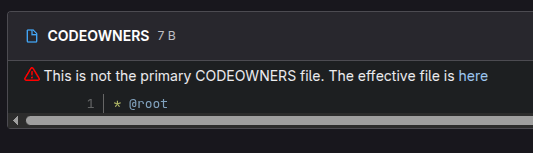 CODEOWNERS 7 B
This is not the primary CODEOWNERS file. The effective file is here
1 * @root